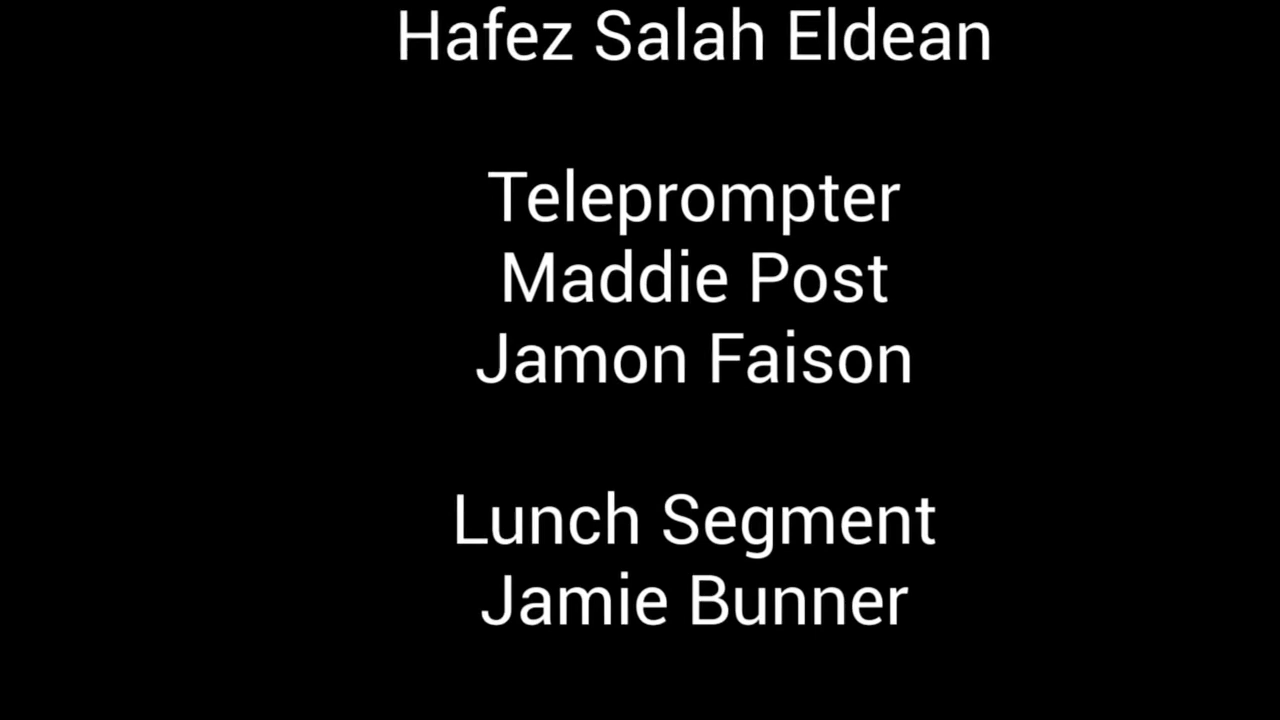 Hafez Salah Eldean
Teleprompter
Maddie Post
Jamon Faison
Lunch Segment
Jamie Bunner